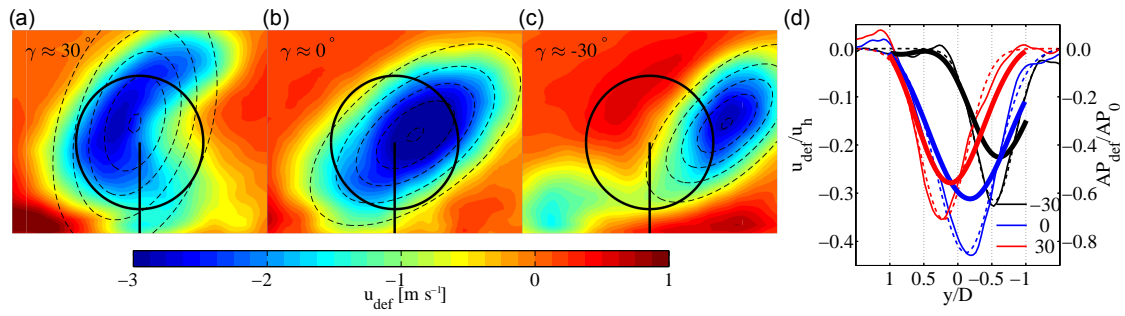 (a)
γ ≈ 30°
(b)
γ ≈ 0°
(c)
γ ≈ -30°
−3
−2
−1
0
1
u_def [m s⁻¹]
(d)
0.0
−0.1
−0.2
−0.3
−0.4
u_def/u_h
0.0
−0.2
−0.4
−0.6
−0.8
AP_def/AP_0
−30
0
30
1
0.5
0
-0.5
-1
y/D